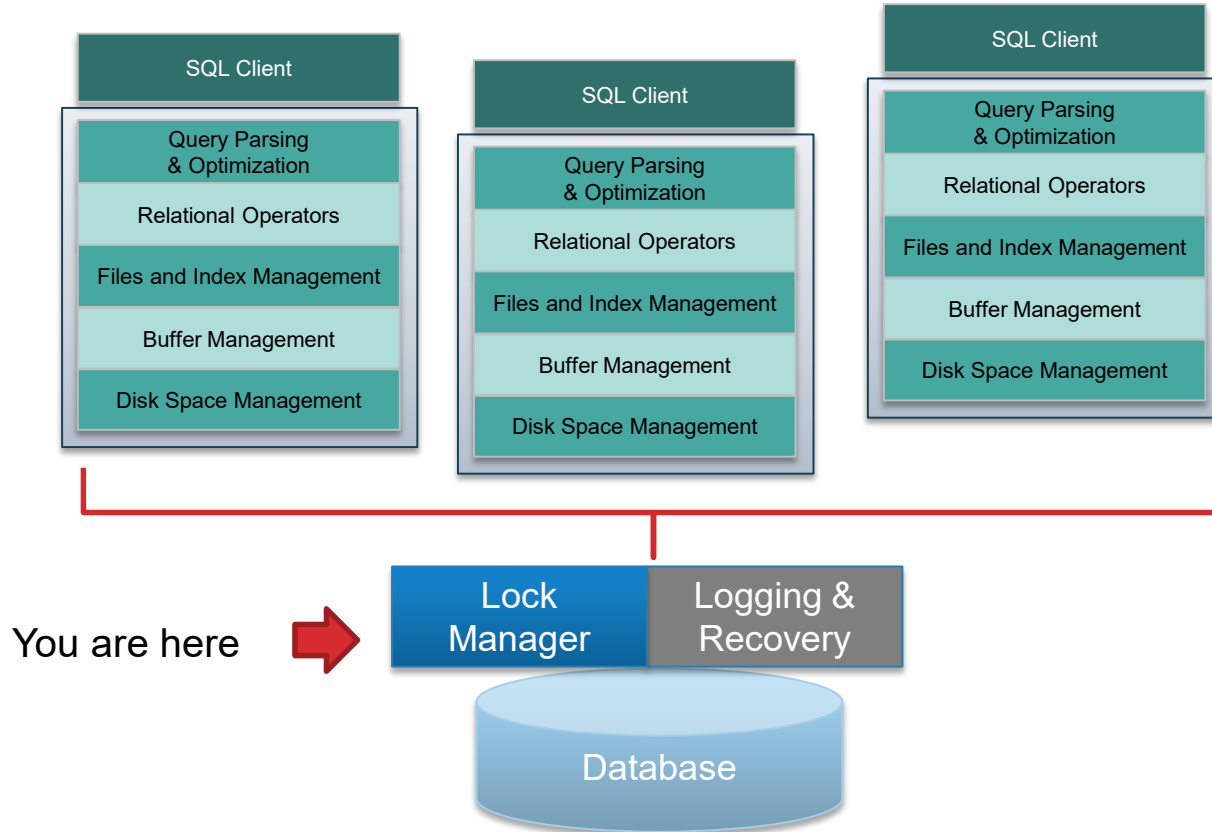 SQL Client
Query Parsing
& Optimization
Relational Operators
Files and Index Management
Buffer Management
Disk Space Management
SQL Client
Query Parsing
& Optimization
Relational Operators
Files and Index Management
Buffer Management
Disk Space Management
SQL Client
Query Parsing
& Optimization
Relational Operators
Files and Index Management
Buffer Management
Disk Space Management
You are here
Lock
Manager
Logging &
Recovery
Database